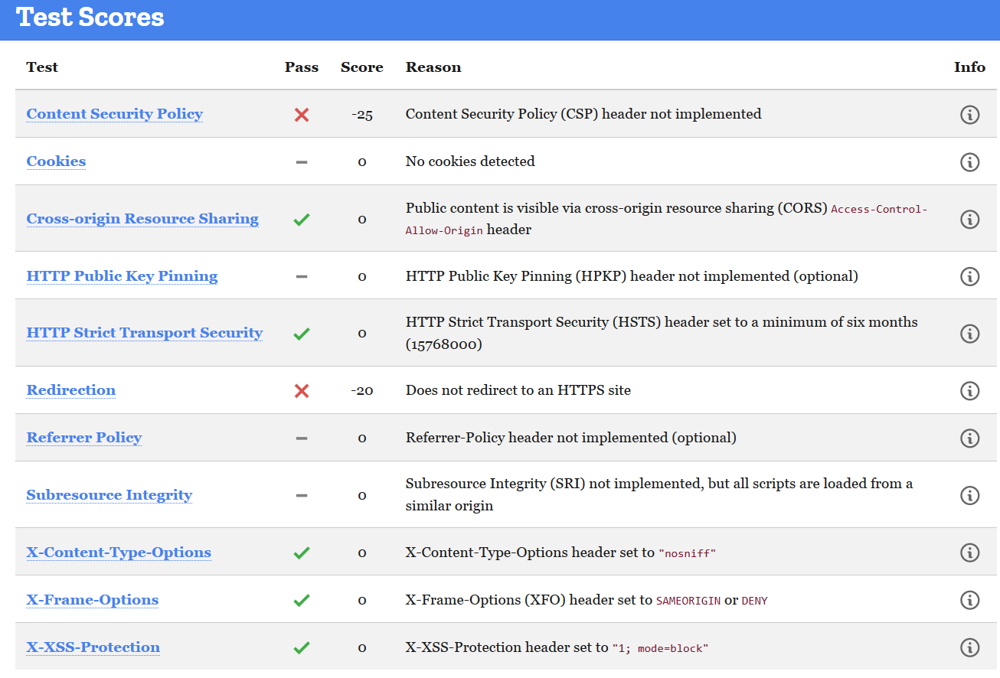 Test Scores
Test Pass Score Reason Info
Content Security Policy -25 Content Security Policy (CSP) header not implemented
Cookies 0 No cookies detected
Cross-origin Resource Sharing 0 Public content is visible via cross-origin resource sharing (CORS) Access-Control-
Allow-Origin header
HTTP Public Key Pinning 0 HTTP Public Key Pinning (HPKP) header not implemented (optional)
HTTP Strict Transport Security 0 HTTP Strict Transport Security (HSTS) header set to a minimum of six months
(15768000)
Redirection -20 Does not redirect to an HTTPS site
Referrer Policy 0 Referrer-Policy header not implemented (optional)
Subresource Integrity 0 Subresource Integrity (SRI) not implemented, but all scripts are loaded from a
similar origin
X-Content-Type-Options 0 X-Content-Type-Options header set to "nosniff"
X-Frame-Options 0 X-Frame-Options (XFO) header set to SAMEORIGIN or DENY
X-XSS-Protection 0 X-XSS-Protection header set to "1; mode=block"